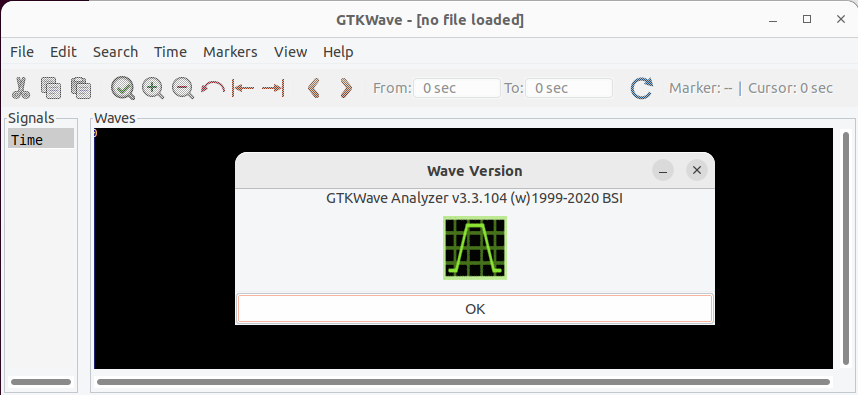 GTKWave - [no file loaded]
File Edit Search Time Markers View Help
From: 0 sec To: 0 sec Marker: -- | Cursor: 0 sec
Signals
Waves
Time
0
Wave Version
GTKWave Analyzer v3.3.104 (w)1999-2020 BSI
OK